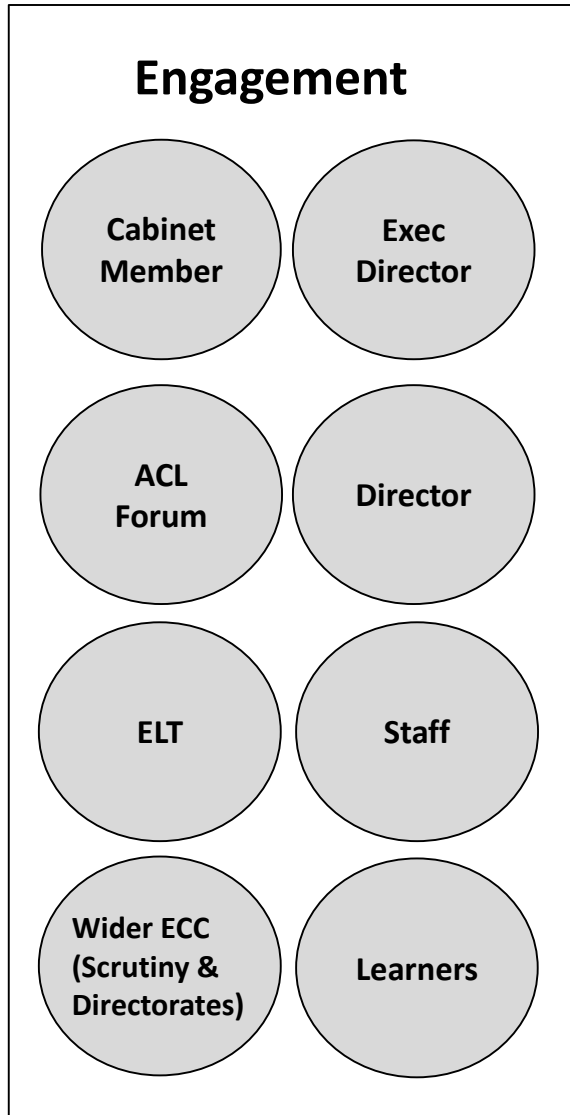 Engagement
Cabinet
Member
Exec
Director
ACL
Forum
Director
ELT
Staff
Wider ECC
(Scrutiny &
Directorates)
Learners